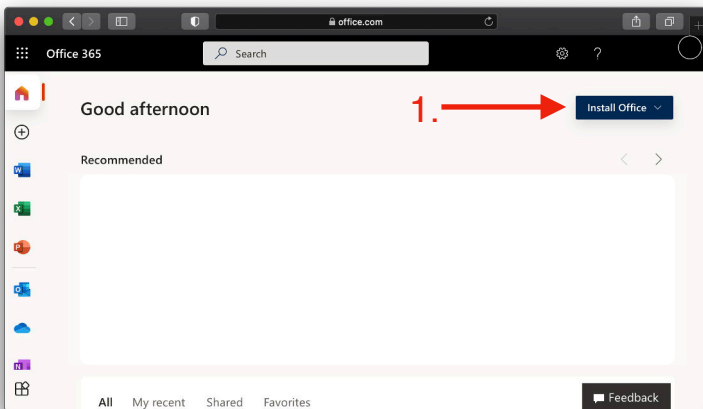 office.com
Office 365
Search
?
Good afternoon
1.
Install Office
Recommended
W
X
P
O
N
All My recent Shared Favorites
Feedback